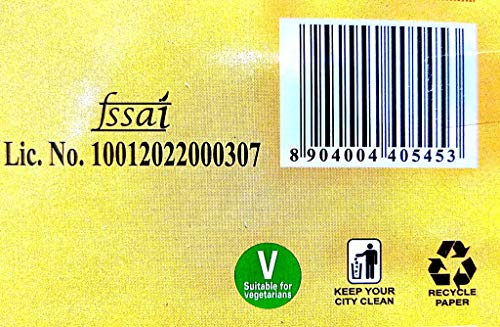 fssai
Lic. No. 10012022000307
8 904004 405453
V
Suitable for
vegetarians
KEEP YOUR
CITY CLEAN
RECYCLE
PAPER